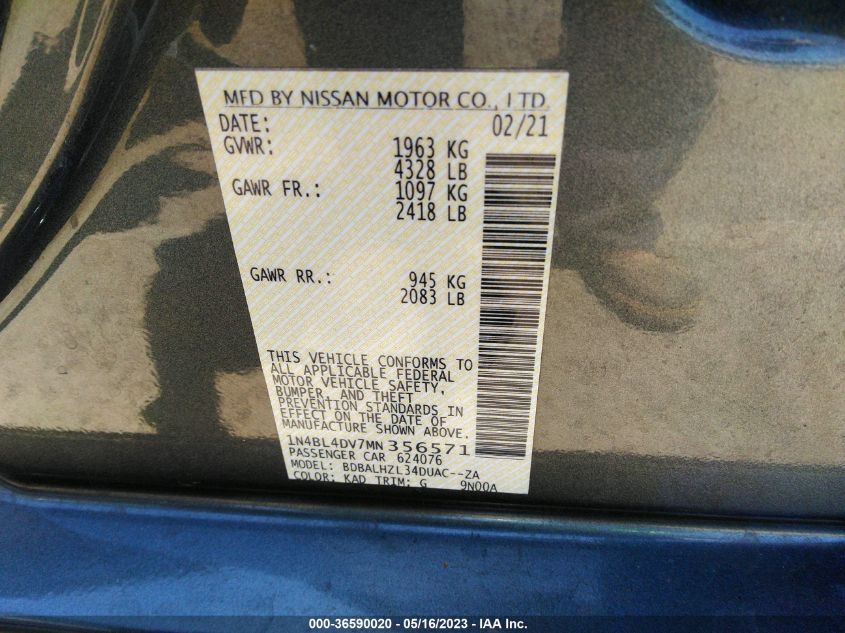 MFD BY NISSAN MOTOR CO., LTD.
DATE: 02/21
GVWR: 1963 KG
4328 LB
GAWR FR.: 1097 KG
2418 LB
GAWR RR.: 945 KG
2083 LB
THIS VEHICLE CONFORMS TO
ALL APPLICABLE FEDERAL
MOTOR VEHICLE SAFETY,
BUMPER, AND THEFT
PREVENTION STANDARDS IN
EFFECT ON THE DATE OF
MANUFACTURE SHOWN ABOVE.
1N4BL4DV7MN356571
PASSENGER CAR 624076
MODEL: BDBALHZL34DUAC--ZA
COLOR: KAD TRIM: G 9N00A
000-36590020 - 05/16/2023 - IAA Inc.